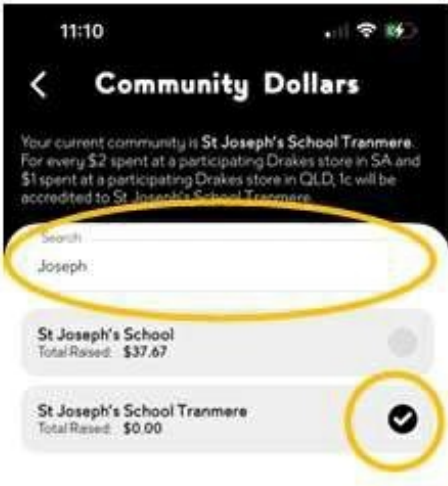 11:10
Community Dollars
Your current community is St Joseph's School Tranmere.
For every $2 spent at a participating Drakes store in SA and
$1 spent at a participating Drakes store in QLD, 1c will be
accredited to St Joseph's School Tranmere.
Search
Joseph
St Joseph's School
Total Raised: $37.67
St Joseph's School Tranmere
Total Raised: $0.00